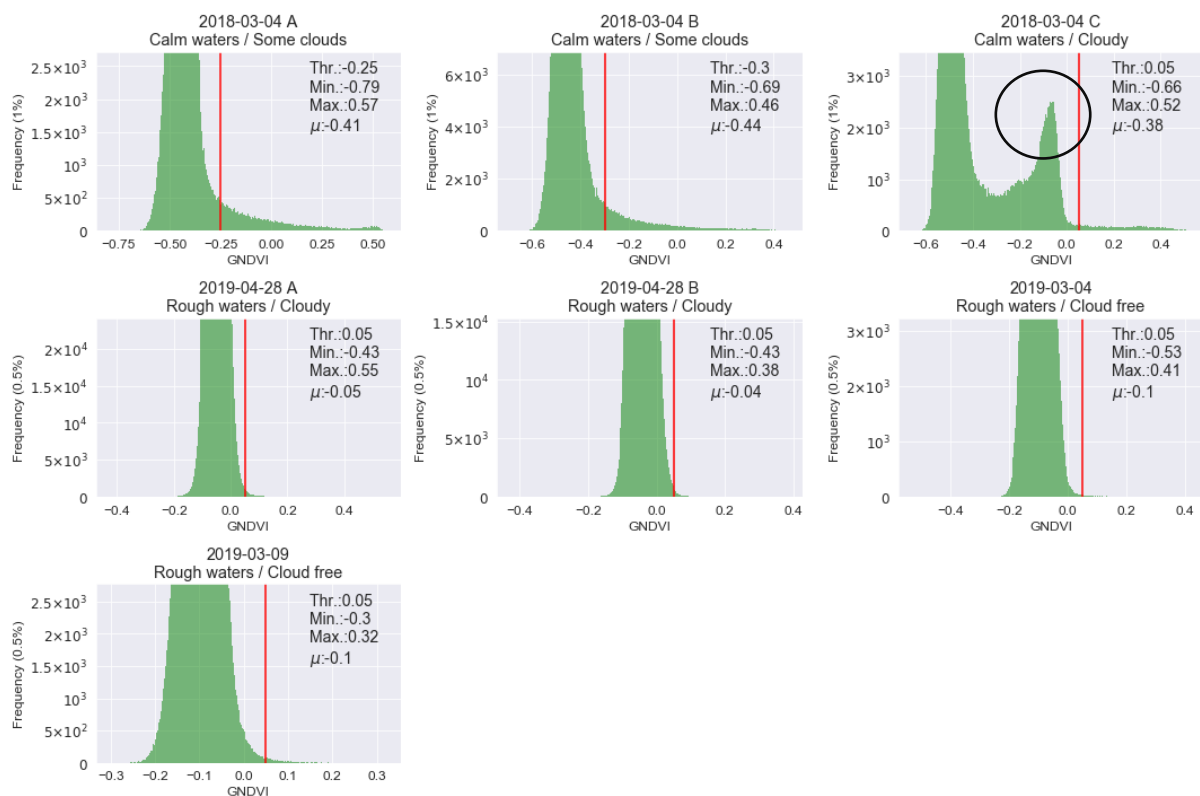 2018-03-04 A
Calm waters / Some clouds
Frequency (1%)
2.5×10³
2×10³
1.5×10³
10³
5×10²
0
Thr.:-0.25
Min.:-0.79
Max.:0.57
μ:-0.41
−0.75 −0.50 −0.25 0.00 0.25 0.50
GNDVI
2018-03-04 B
Calm waters / Some clouds
Frequency (1%)
6×10³
4×10³
2×10³
0
Thr.:-0.3
Min.:-0.69
Max.:0.46
μ:-0.44
−0.6 −0.4 −0.2 0.0 0.2 0.4
GNDVI
2018-03-04 C
Calm waters / Cloudy
Frequency (1%)
3×10³
2×10³
10³
0
Thr.:0.05
Min.:-0.66
Max.:0.52
μ:-0.38
−0.6 −0.4 −0.2 0.0 0.2 0.4
GNDVI
2019-04-28 A
Rough waters / Cloudy
Frequency (0.5%)
2×10⁴
1.5×10⁴
10⁴
5×10³
0
Thr.:0.05
Min.:-0.43
Max.:0.55
μ:-0.05
−0.4 −0.2 0.0 0.2 0.4
GNDVI
2019-04-28 B
Rough waters / Cloudy
Frequency (0.5%)
1.5×10⁴
10⁴
5×10³
0
Thr.:0.05
Min.:-0.43
Max.:0.38
μ:-0.04
−0.4 −0.2 0.0 0.2 0.4
GNDVI
2019-03-04
Rough waters / Cloud free
Frequency (0.5%)
3×10³
2×10³
10³
0
Thr.:0.05
Min.:-0.53
Max.:0.41
μ:-0.1
−0.4 −0.2 0.0 0.2 0.4
GNDVI
2019-03-09
Rough waters / Cloud free
Frequency (0.5%)
2.5×10³
2×10³
1.5×10³
10³
5×10²
0
Thr.:0.05
Min.:-0.3
Max.:0.32
μ:-0.1
−0.3 −0.2 −0.1 0.0 0.1 0.2 0.3
GNDVI